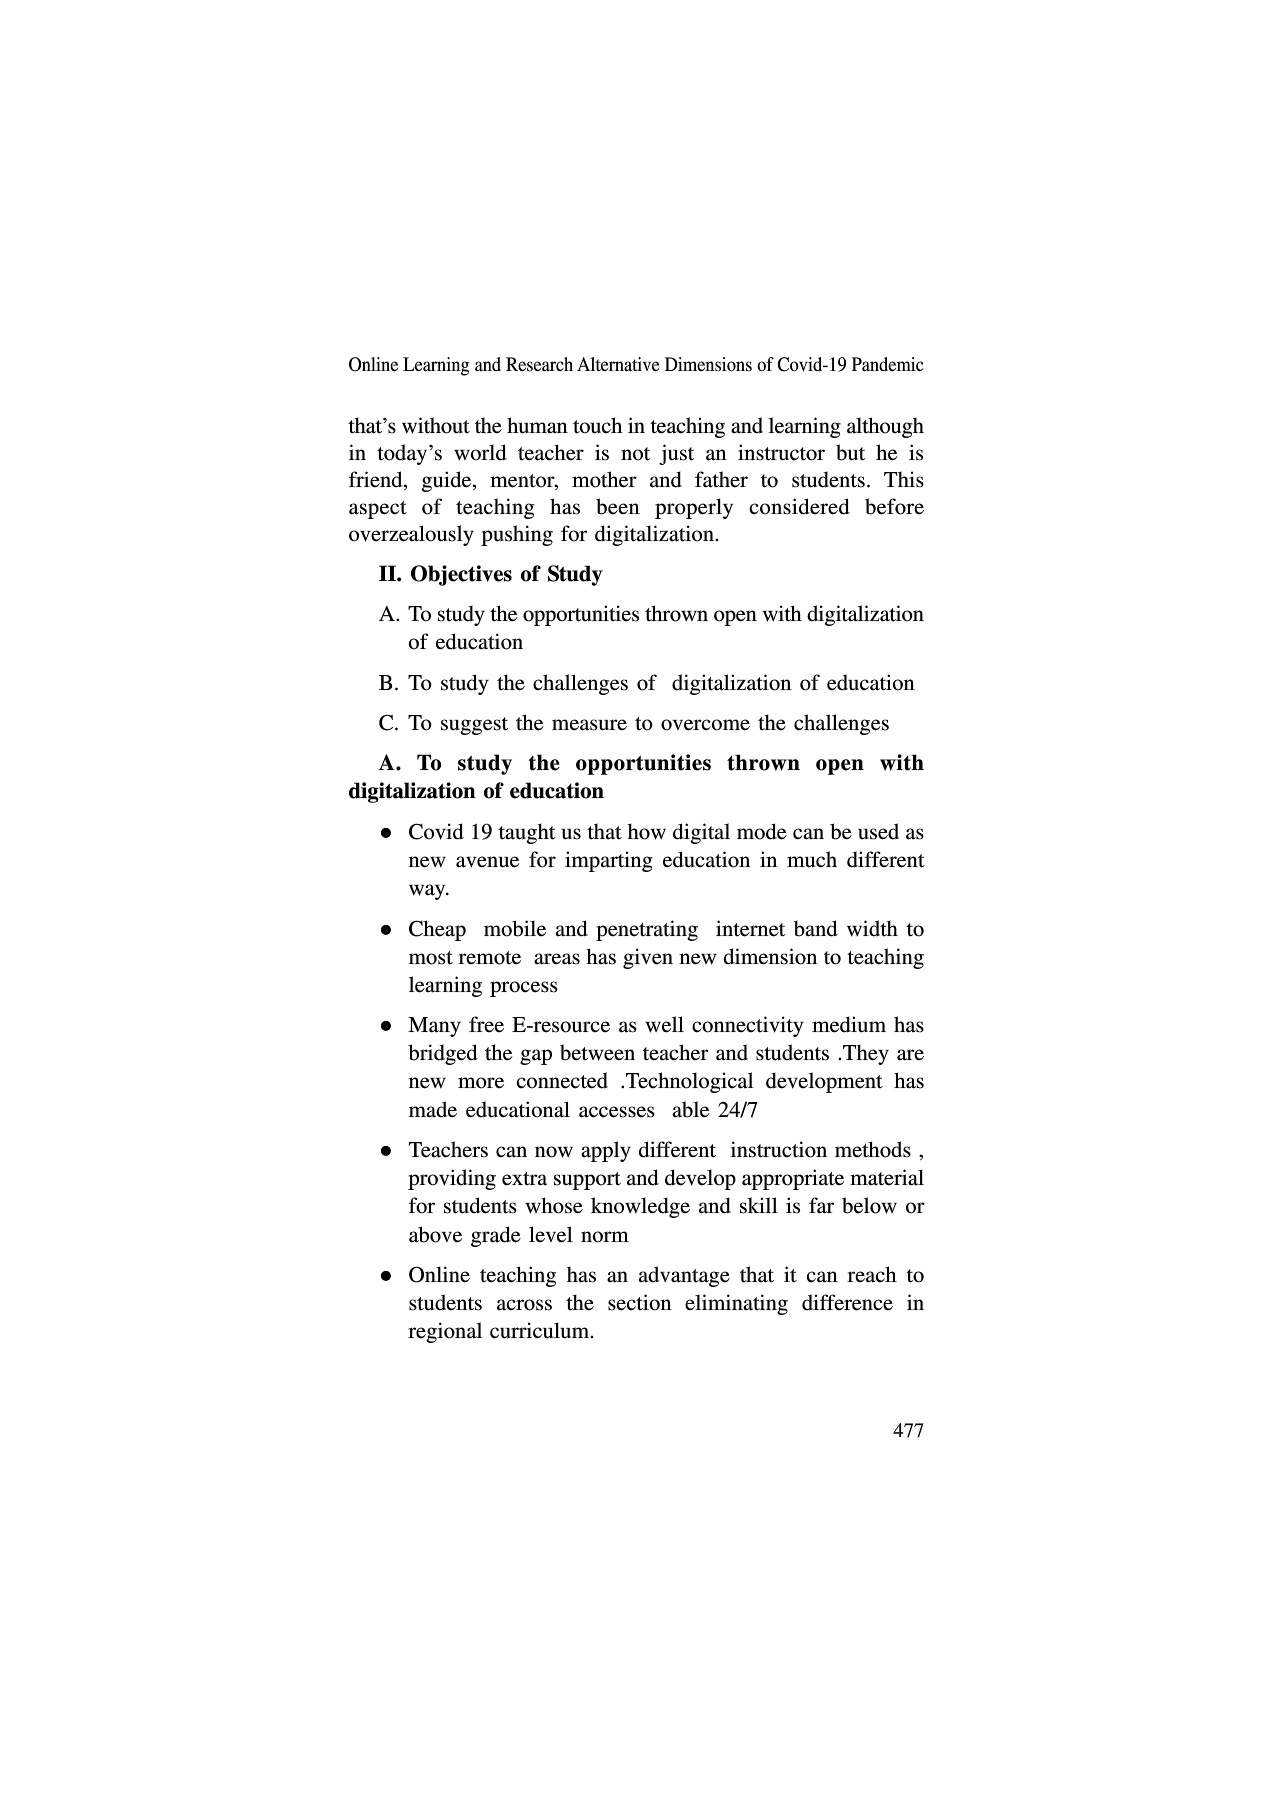 Online Learning and Research Alternative Dimensions of Covid-19 Pandemic
that’s without the human touch in teaching and learning although
in today’s world teacher is not just an instructor but he is
friend, guide, mentor, mother and father to students. This
aspect of teaching has been properly considered before
overzealously pushing for digitalization.
II. Objectives of Study
A. To study the opportunities thrown open with digitalization
of education
B. To study the challenges of  digitalization of education
C. To suggest the measure to overcome the challenges
A. To study the opportunities thrown open with
digitalization of education
● Covid 19 taught us that how digital mode can be used as
new avenue for imparting education in much different
way.
● Cheap  mobile and penetrating  internet band width to
most remote  areas has given new dimension to teaching
learning process
● Many free E-resource as well connectivity medium has
bridged the gap between teacher and students .They are
new more connected .Technological development has
made educational accesses  able 24/7
● Teachers can now apply different  instruction methods ,
providing extra support and develop appropriate material
for students whose knowledge and skill is far below or
above grade level norm
● Online teaching has an advantage that it can reach to
students across the section eliminating difference in
regional curriculum.
477